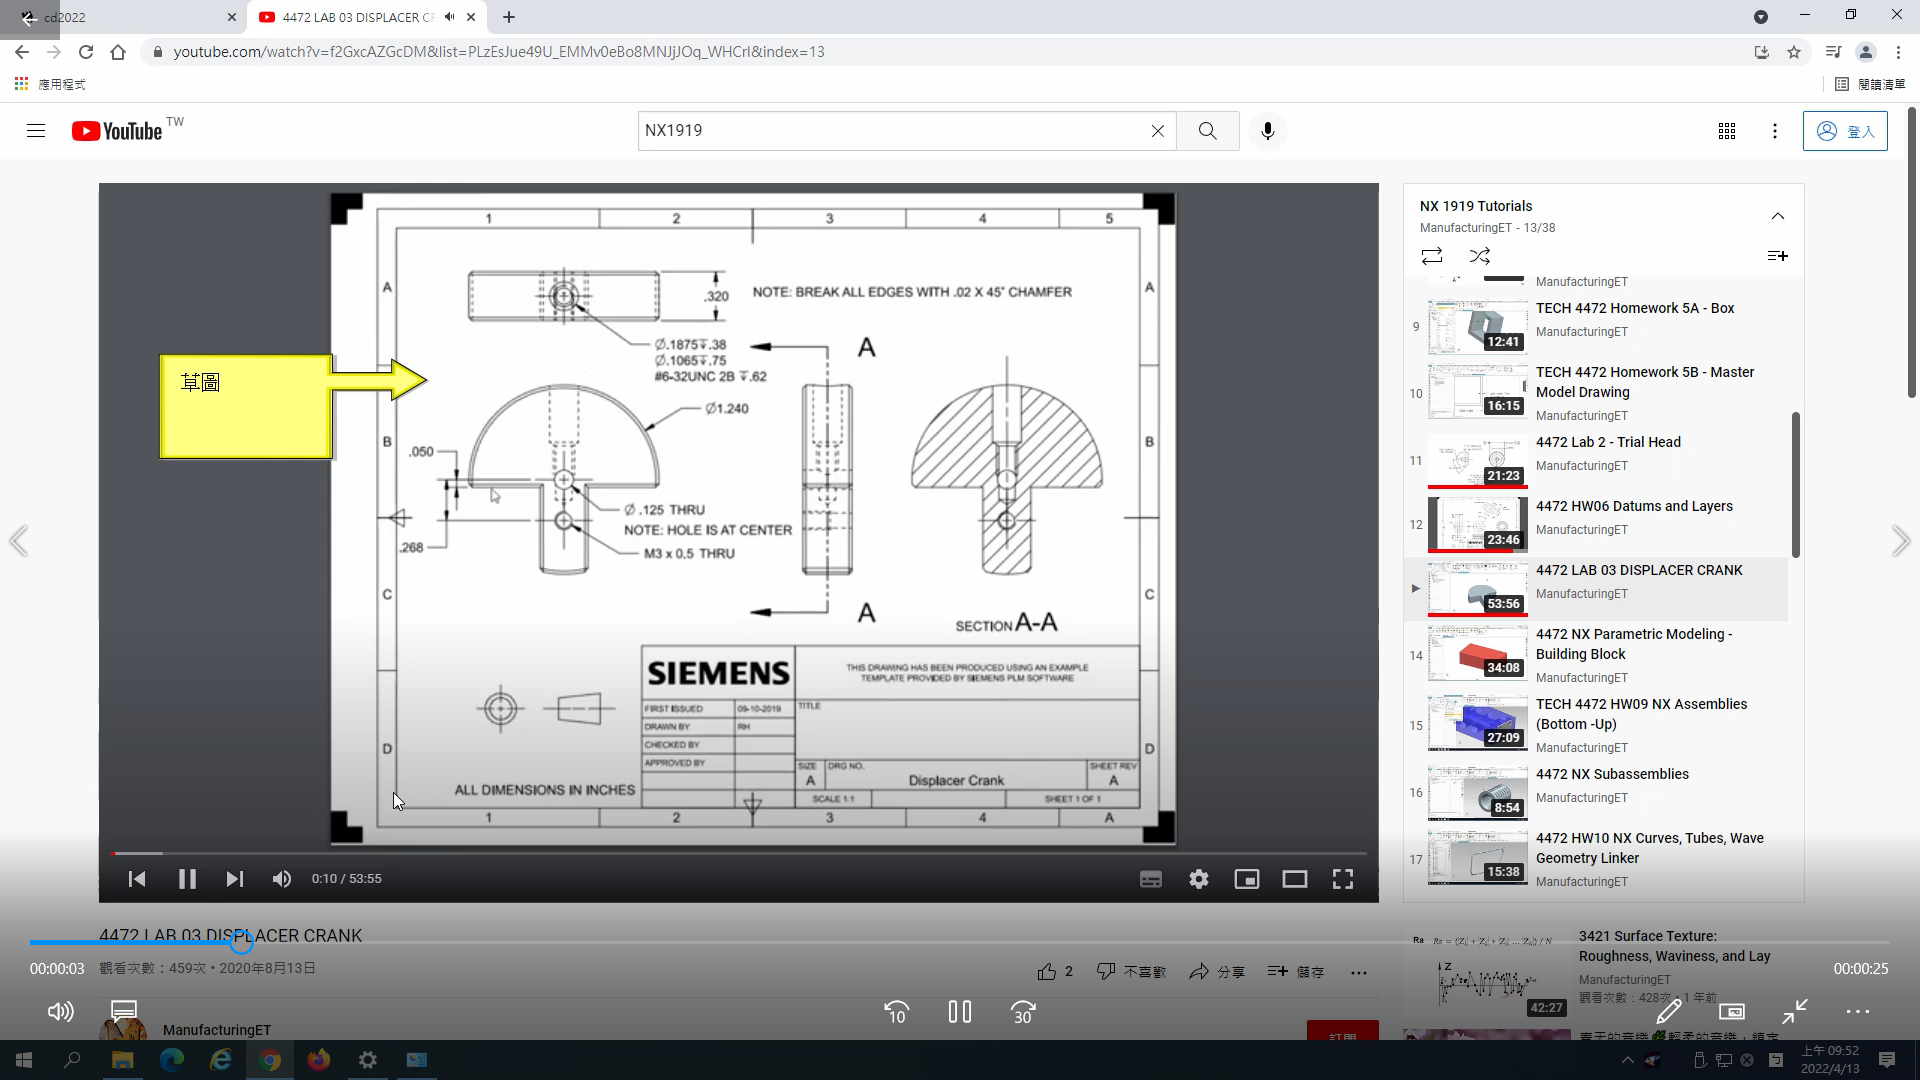 cd2022
4472 LAB 03 DISPLACER CF
youtube.com/watch?v=f2GxcAZGcDM&list=PLzEsJue49U_EMMv0eBo8MNJjJOq_WHCrI&index=13
應用程式
閱讀清單
YouTube TW
NX1919
登入
1 2 3 4 5
A A
B B
C C
D D
.320
NOTE: BREAK ALL EDGES WITH .02 X 45° CHAMFER
∅.1875↧.38
∅.1065↧.75
#6-32UNC 2B ↧.62
A
草圖
∅1.240
.050
∅ .125 THRU
NOTE: HOLE IS AT CENTER
.268
M3 x 0.5 THRU
A
SECTION A-A
SIEMENS
THIS DRAWING HAS BEEN PRODUCED USING AN EXAMPLE
TEMPLATE PROVIDED BY SIEMENS PLM SOFTWARE
FIRST ISSUED 09-10-2019
TITLE
DRAWN BY RH
CHECKED BY
APPROVED BY
SIZE DRG NO. SHEET REV
A Displacer Crank A
SCALE 1:1 SHEET 1 OF 1
ALL DIMENSIONS IN INCHES
1 2 3 4 A
0:10 / 53:55
NX 1919 Tutorials
ManufacturingET - 13/38
ManufacturingET
9
TECH 4472 Homework 5A - Box
ManufacturingET
12:41
10
TECH 4472 Homework 5B - Master
Model Drawing
ManufacturingET
16:15
11
4472 Lab 2 - Trial Head
ManufacturingET
21:23
12
4472 HW06 Datums and Layers
ManufacturingET
23:46
4472 LAB 03 DISPLACER CRANK
ManufacturingET
53:56
14
4472 NX Parametric Modeling -
Building Block
ManufacturingET
34:08
15
TECH 4472 HW09 NX Assemblies
(Bottom -Up)
ManufacturingET
27:09
16
4472 NX Subassemblies
ManufacturingET
8:54
17
4472 HW10 NX Curves, Tubes, Wave
Geometry Linker
ManufacturingET
15:38
4472 LAB 03 DISPLACER CRANK
觀看次數：459次 • 2020年8月13日
2 不喜歡 分享 儲存
00:00:03
00:00:25
3421 Surface Texture:
Roughness, Waviness, and Lay
ManufacturingET
觀看次數：428次 • 1 年前
42:27
10
30
ManufacturingET
訂閱
上午 09:52
2022/4/13